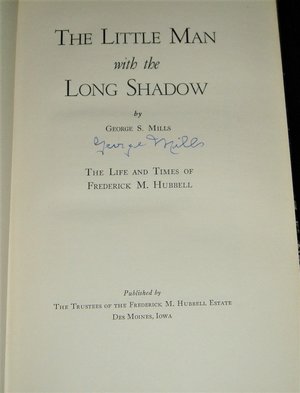 The Little Man
with the
Long Shadow
by
George S. Mills
George Mills
The Life and Times of
Frederick M. Hubbell
Published by
The Trustees of the Frederick M. Hubbell Estate
Des Moines, Iowa